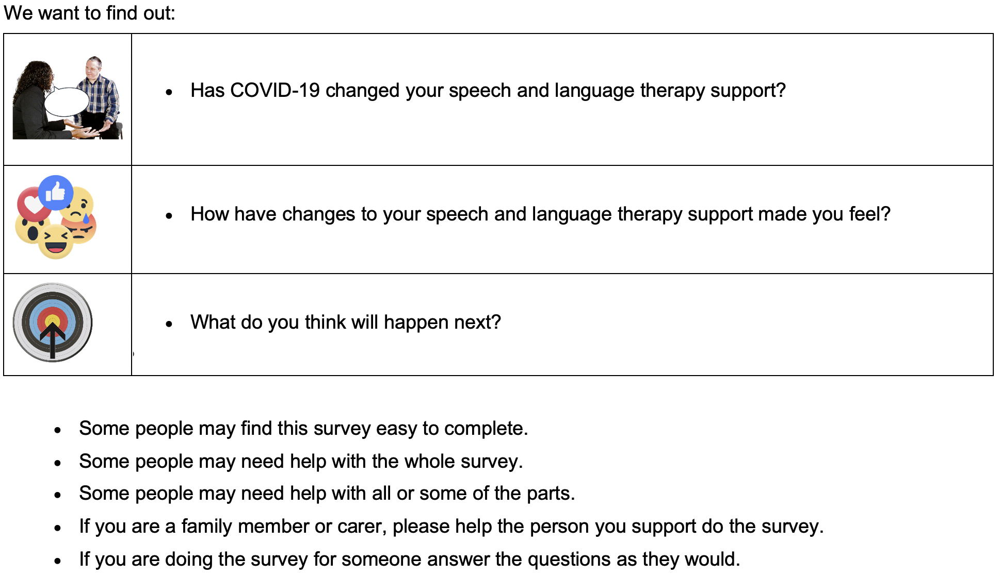 We want to find out:
• Has COVID-19 changed your speech and language therapy support?
• How have changes to your speech and language therapy support made you feel?
• What do you think will happen next?
• Some people may find this survey easy to complete.
• Some people may need help with the whole survey.
• Some people may need help with all or some of the parts.
• If you are a family member or carer, please help the person you support do the survey.
• If you are doing the survey for someone answer the questions as they would.